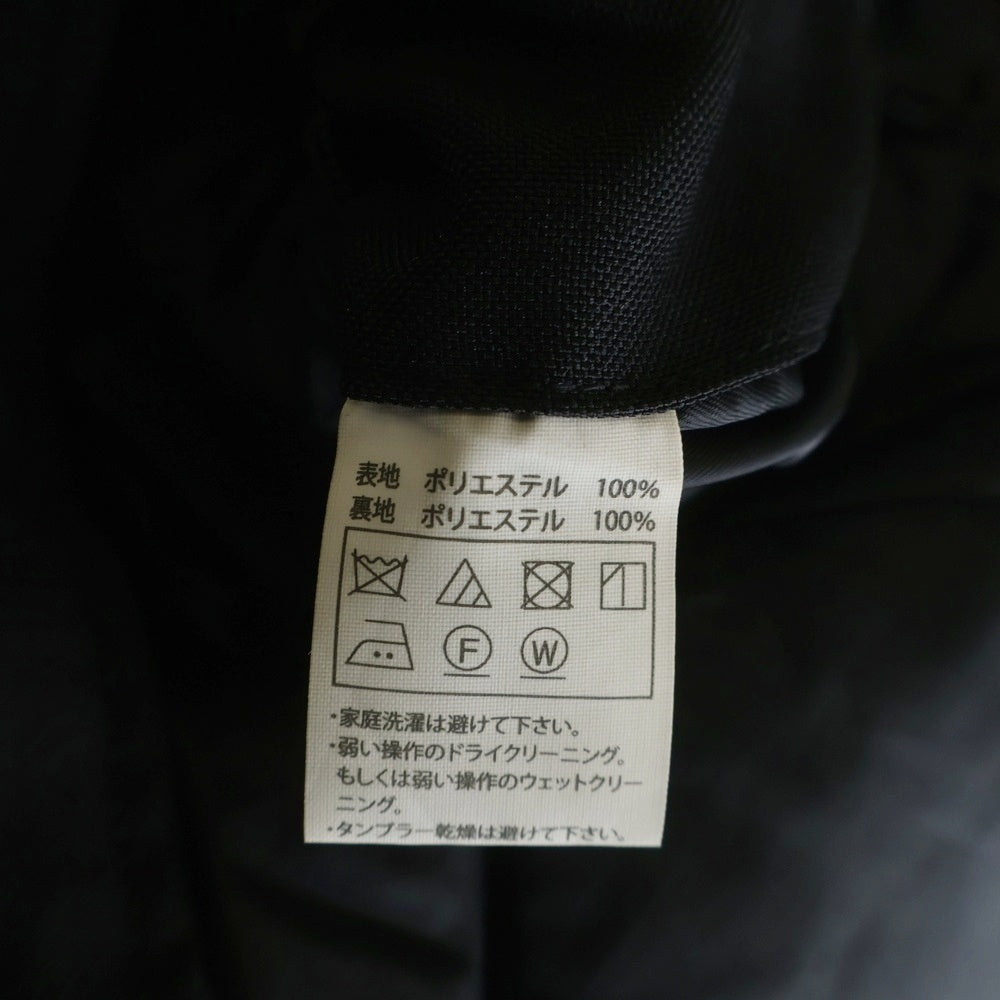 表地 ポリエステル 100%
裏地 ポリエステル 100%
F W
・家庭洗濯は避けて下さい。
・弱い操作のドライクリーニング。
もしくは弱い操作のウェットクリー
ニング。
・タンブラー乾燥は避けて下さい。